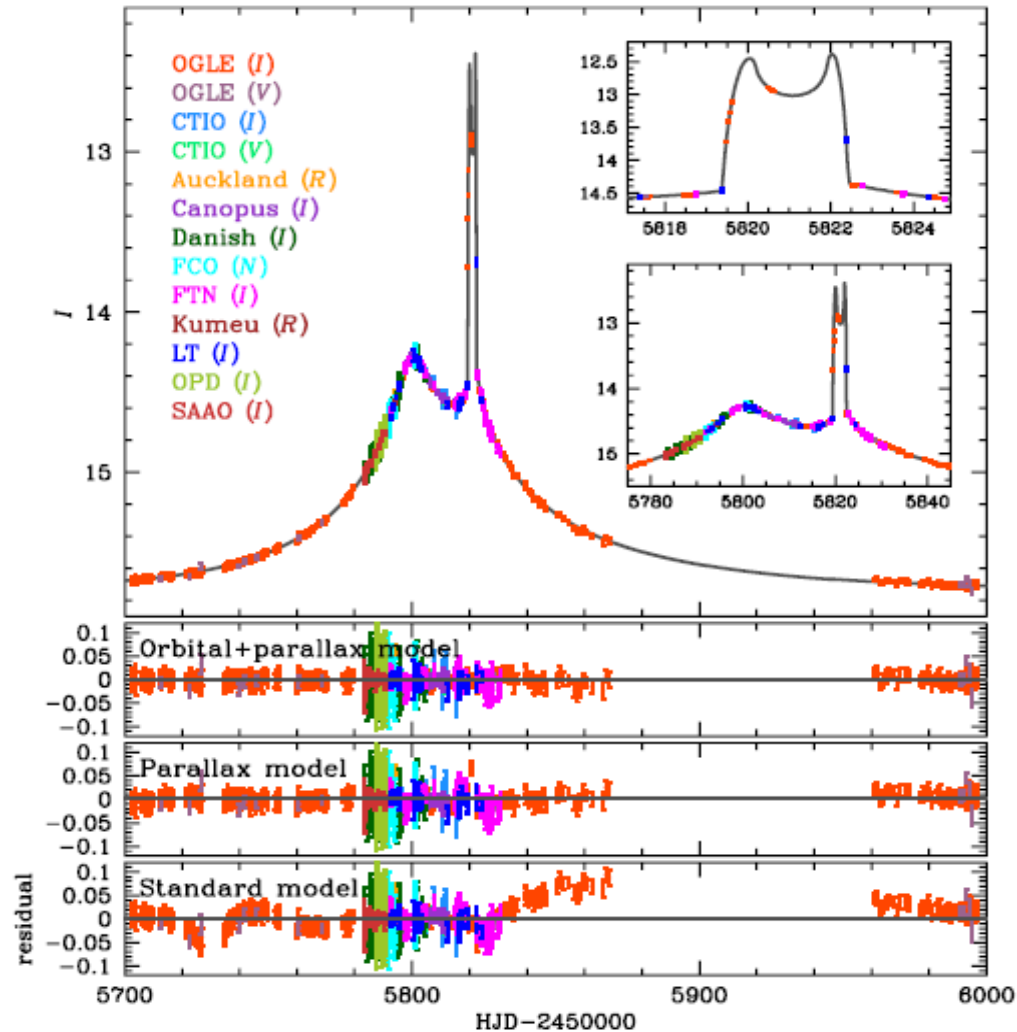 OGLE (I)
OGLE (V)
CTIO (I)
CTIO (V)
Auckland (R)
Canopus (I)
Danish (I)
FCO (N)
FTN (I)
Kumeu (R)
LT (I)
OPD (I)
SAAO (I)
13
14
15
I
12.5
13
13.5
14
14.5
5818 5820 5822 5824
13
14
15
5780 5800 5820 5840
0.1
0.05
0
−0.05
−0.1
Orbital+parallax model
0.1
0.05
0
−0.05
−0.1
Parallax model
0.1
0.05
0
−0.05
−0.1
Standard model
residual
5700 5800 5900 6000
HJD−2450000